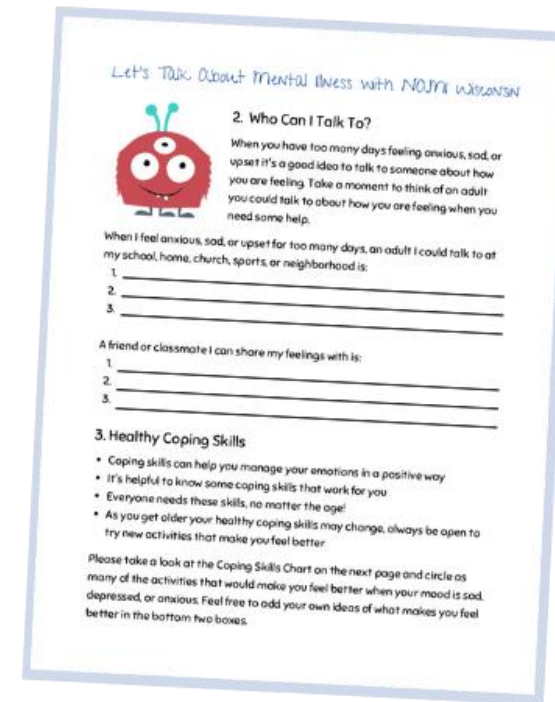 Let's Talk About Mental Illness with NAMI Wisconsin
2. Who Can I Talk To?
When you have too many days feeling anxious, sad, or
upset it's a good idea to talk to someone about how
you are feeling. Take a moment to think of an adult
you could talk to about how you are feeling when you
need some help.
When I feel anxious, sad, or upset for too many days, an adult I could talk to at
my school, home, church, sports, or neighborhood is:
1.
2.
3.
A friend or classmate I can share my feelings with is:
1.
2.
3.
3. Healthy Coping Skills
• Coping skills can help you manage your emotions in a positive way
• It's helpful to know some coping skills that work for you
• Everyone needs these skills, no matter the age!
• As you get older your healthy coping skills may change, always be open to
try new activities that make you feel better
Please take a look at the Coping Skills Chart on the next page and circle as
many of the activities that would make you feel better when your mood is sad,
depressed, or anxious. Feel free to add your own ideas of what makes you feel
better in the bottom two boxes.